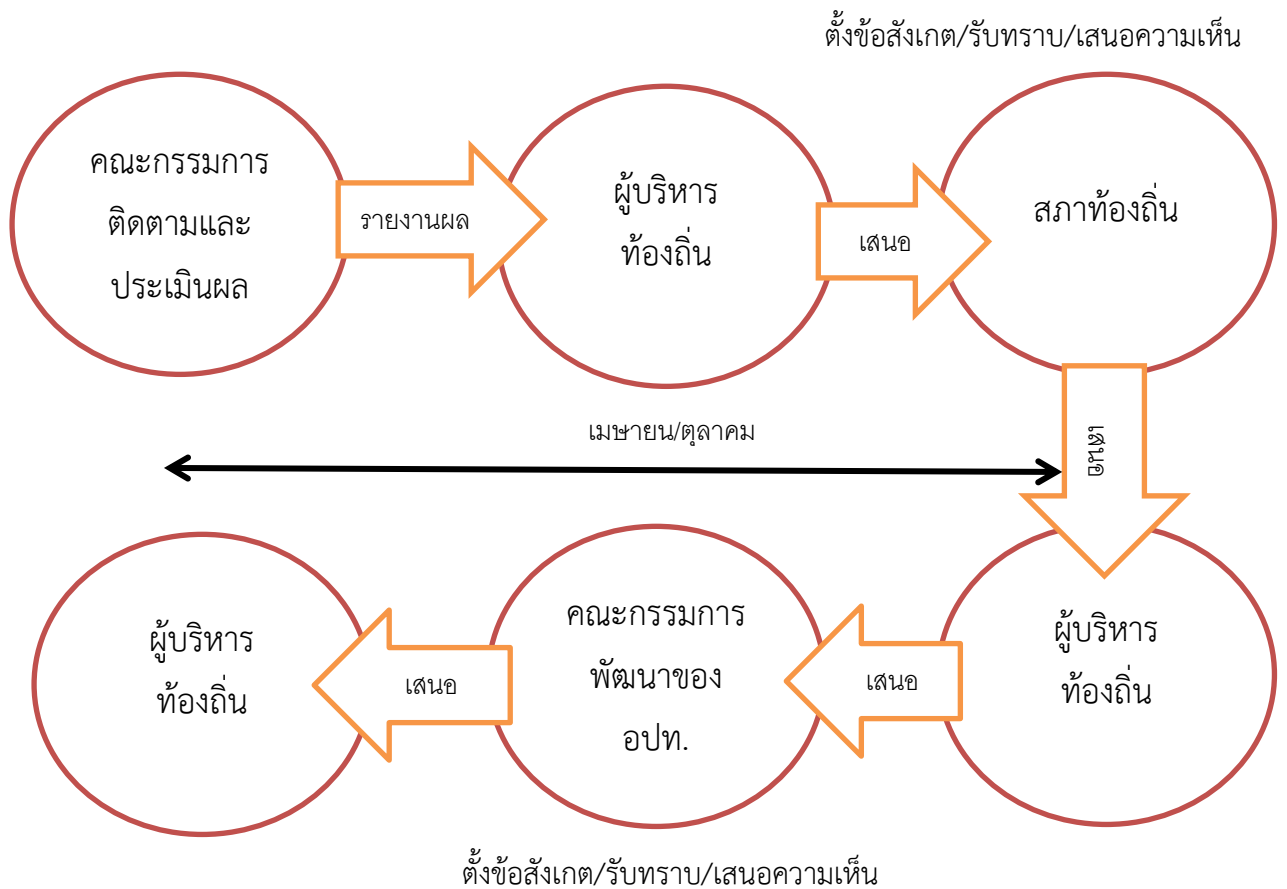 ตั้งข้อสังเกต/รับทราบ/เสนอความเห็น
คณะกรรมการ
ติดตามและ
ประเมินผล
รายงานผล
ผู้บริหาร
ท้องถิ่น
เสนอ
สภาท้องถิ่น
เมษายน/ตุลาคม
เสนอ
ผู้บริหาร
ท้องถิ่น
เสนอ
คณะกรรมการ
พัฒนาของ
อปท.
เสนอ
ผู้บริหาร
ท้องถิ่น
ตั้งข้อสังเกต/รับทราบ/เสนอความเห็น